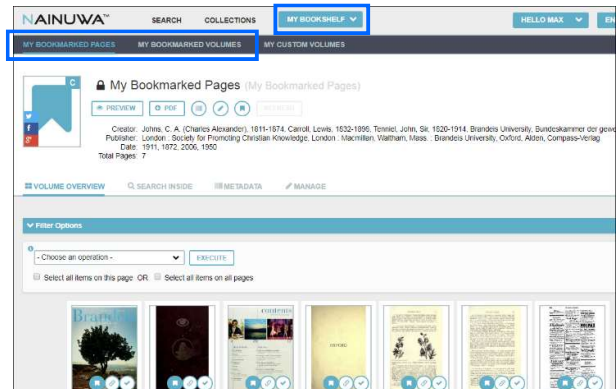 NAINUWA™ SEARCH COLLECTIONS MY BOOKSHELF HELLO MAX EN
MY BOOKMARKED PAGES MY BOOKMARKED VOLUMES MY CUSTOM VOLUMES
C
My Bookmarked Pages (My Bookmarked Pages)
PREVIEW PDF
Creator: Johns, C. A. (Charles Alexander), 1811-1874, Carroll, Lewis, 1832-1898, Tenniel, John, Sir, 1820-1914, Brandeis University, Bundeskammer der gewe
Publisher: London : Society for Promoting Christian Knowledge, London : Macmillan, Waltham, Mass. : Brandeis University, Oxford, Alden, Compass-Verlag
Date: 1911, 1872, 2006, 1950
Total Pages: 7
VOLUME OVERVIEW SEARCH INSIDE METADATA MANAGE
Filter Options
- Choose an operation - EXECUTE
Select all items on this page OR Select all items on all pages
contents